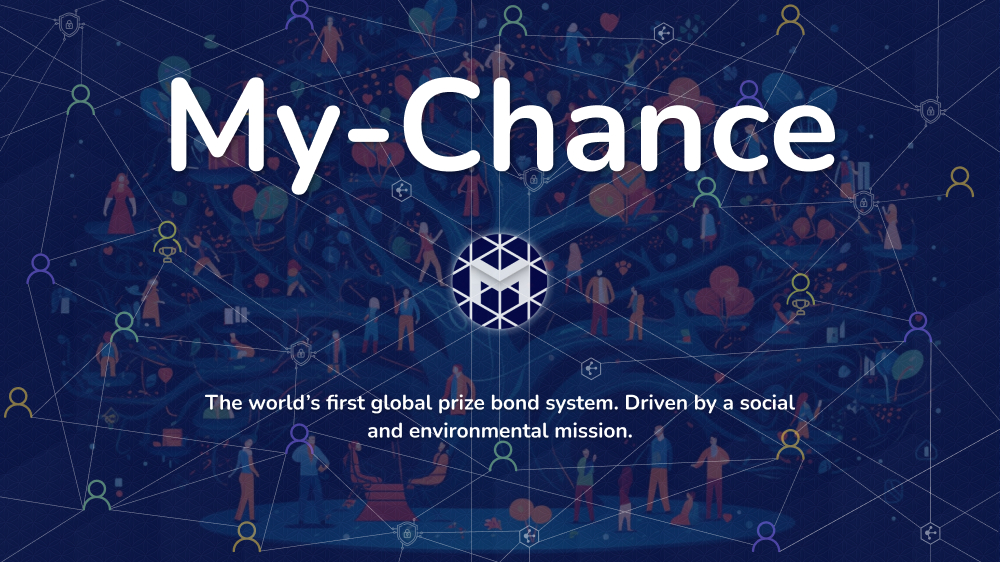 My-Chance
The world’s first global prize bond system. Driven by a social
and environmental mission.